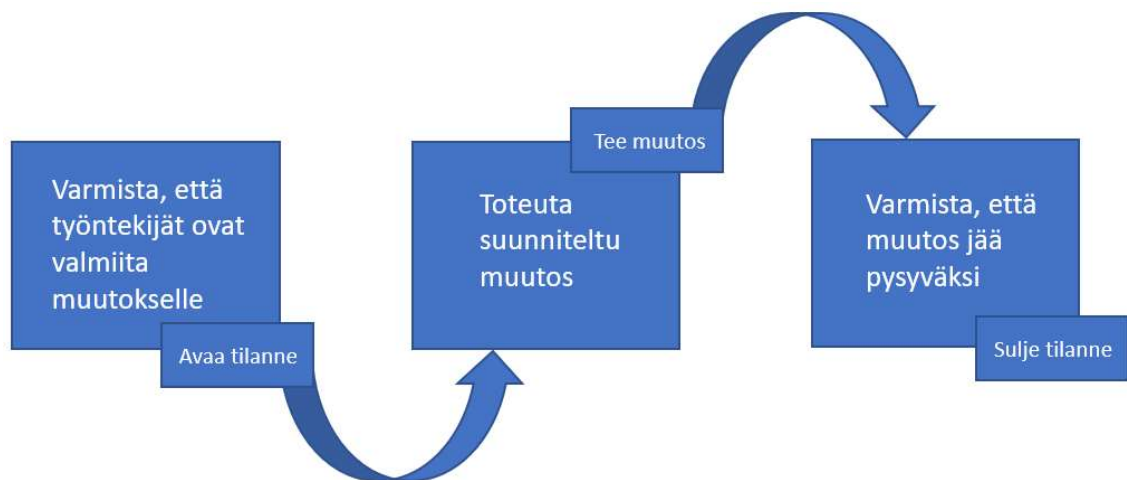 Varmista, että
työntekijät ovat
valmiita
muutokselle
Avaa tilanne
Toteuta
suunniteltu
muutos
Tee muutos
Varmista, että
muutos jää
pysyväksi
Sulje tilanne